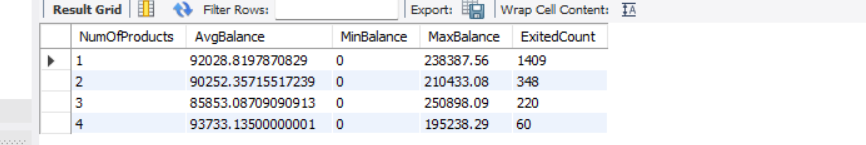 Result Grid Filter Rows: Export: Wrap Cell Content: IA
NumOfProducts AvgBalance MinBalance MaxBalance ExitedCount
1 92028.8197870829 0 238387.56 1409
2 90252.35715517239 0 210433.08 348
3 85853.08709090913 0 250898.09 220
4 93733.13500000001 0 195238.29 60